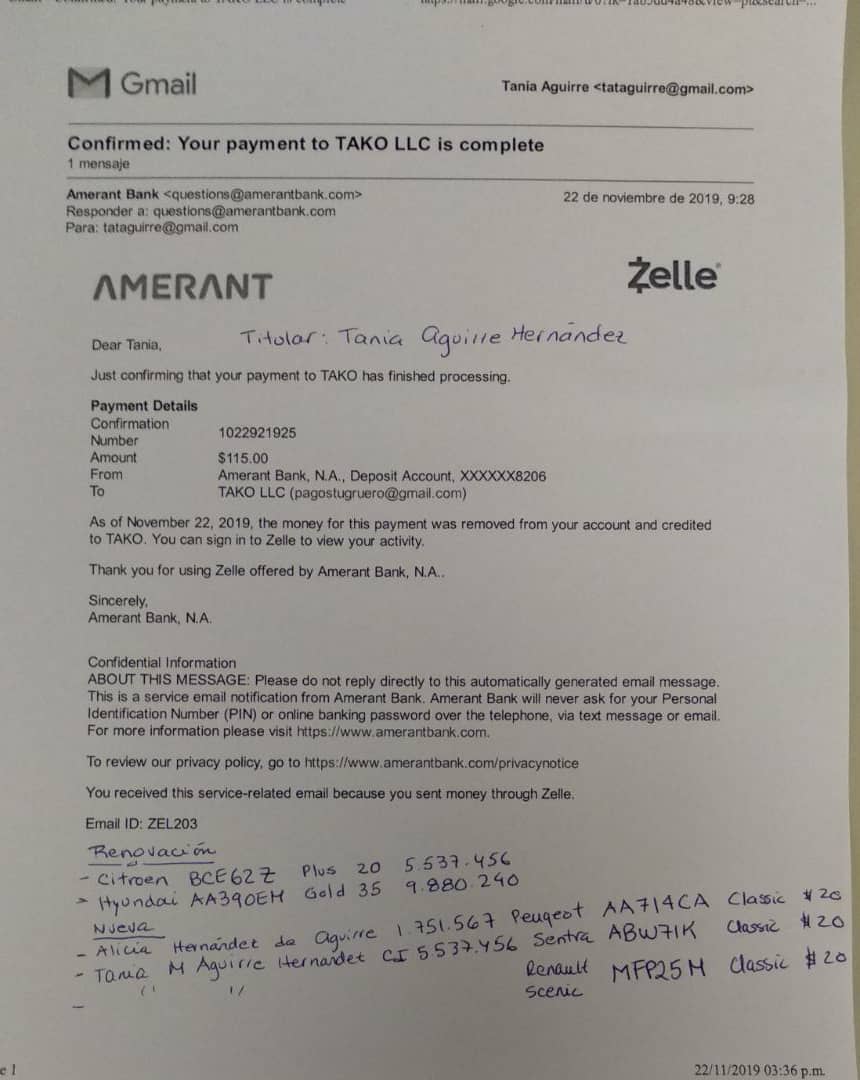 Gmail
Tania Aguirre <tataguirre@gmail.com>
Confirmed: Your payment to TAKO LLC is complete
1 mensaje
Amerant Bank <questions@amerantbank.com>
22 de noviembre de 2019, 9:28
Responder a: questions@amerantbank.com
Para: tataguirre@gmail.com
AMERANT
Zelle
Titolar: Tania Aguirre Hernández
Dear Tania,
Just confirming that your payment to TAKO has finished processing.
Payment Details
Confirmation
Number 1022921925
Amount $115.00
From Amerant Bank, N.A., Deposit Account, XXXXXX8206
To TAKO LLC (pagostugruero@gmail.com)
As of November 22, 2019, the money for this payment was removed from your account and credited
to TAKO. You can sign in to Zelle to view your activity.
Thank you for using Zelle offered by Amerant Bank, N.A..
Sincerely,
Amerant Bank, N.A.
Confidential Information
ABOUT THIS MESSAGE: Please do not reply directly to this automatically generated email message.
This is a service email notification from Amerant Bank. Amerant Bank will never ask for your Personal
Identification Number (PIN) or online banking password over the telephone, via text message or email.
For more information please visit https://www.amerantbank.com.
To review our privacy policy, go to https://www.amerantbank.com/privacynotice
You received this service-related email because you sent money through Zelle.
Email ID: ZEL203
Renovación
- Citroen BCE62Z Plus 20 5.537.456
- Hyundai AA390EM Gold 35 9.880.240
Nueva
- Alicia Hernández de Aguirre 1.751.567 Peugeot AA714CA Classic $20
- Tania M Aguirre Hernandez CI 5.537.456 Sentra ABW71K Classic $20
" " Renault MFP25M Classic $20
Scenic
-
e 1
22/11/2019 03:36 p.m.